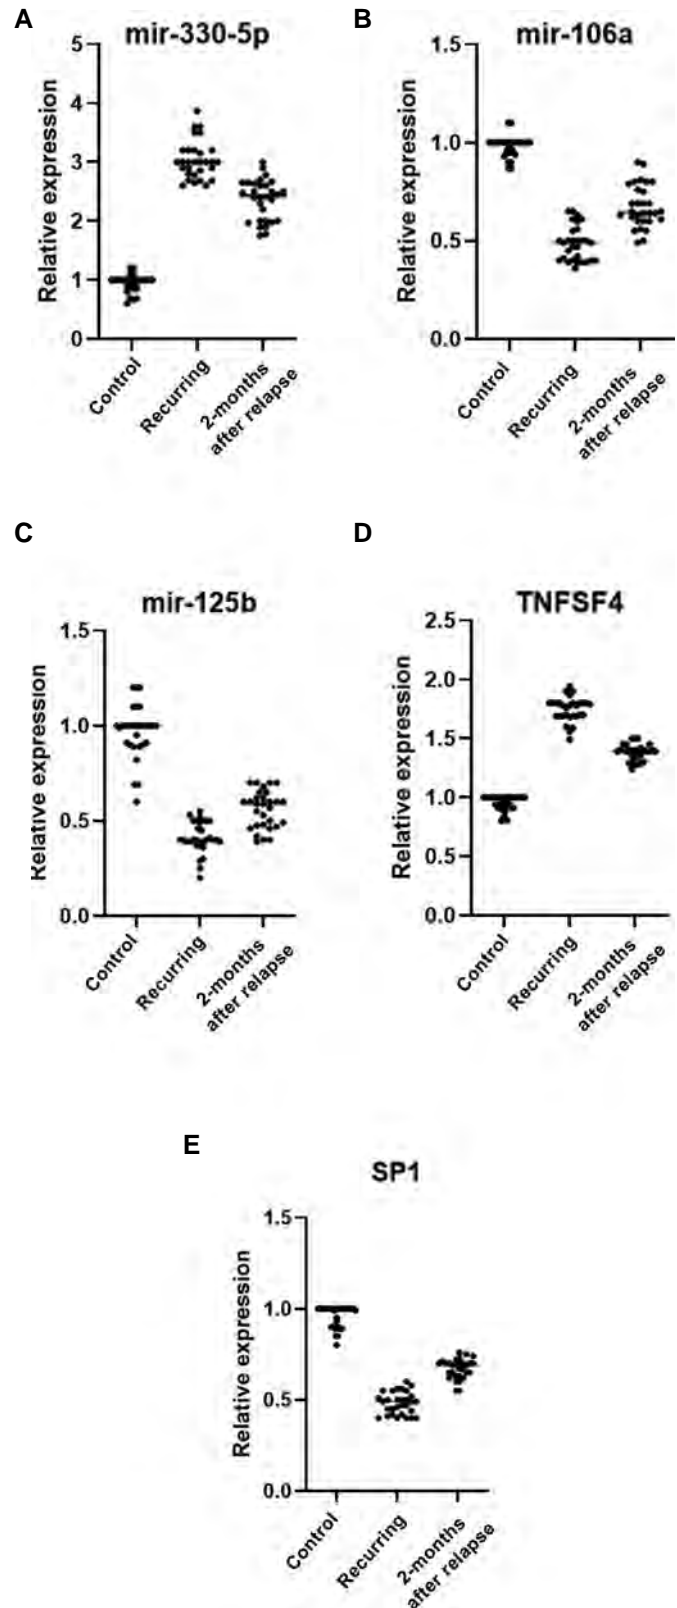 A
mir-330-5p
Relative expression
5
4
3
2
1
0
Control
Recurring
2-months
after relapse
B
mir-106a
Relative expression
1.5
1.0
0.5
0.0
Control
Recurring
2-months
after relapse
C
mir-125b
Relative expression
1.5
1.0
0.5
0.0
Control
Recurring
2-months
after relapse
D
TNFSF4
Relative expression
2.5
2.0
1.5
1.0
0.5
0.0
Control
Recurring
2-months
after relapse
E
SP1
Relative expression
1.5
1.0
0.5
0.0
Control
Recurring
2-months
after relapse